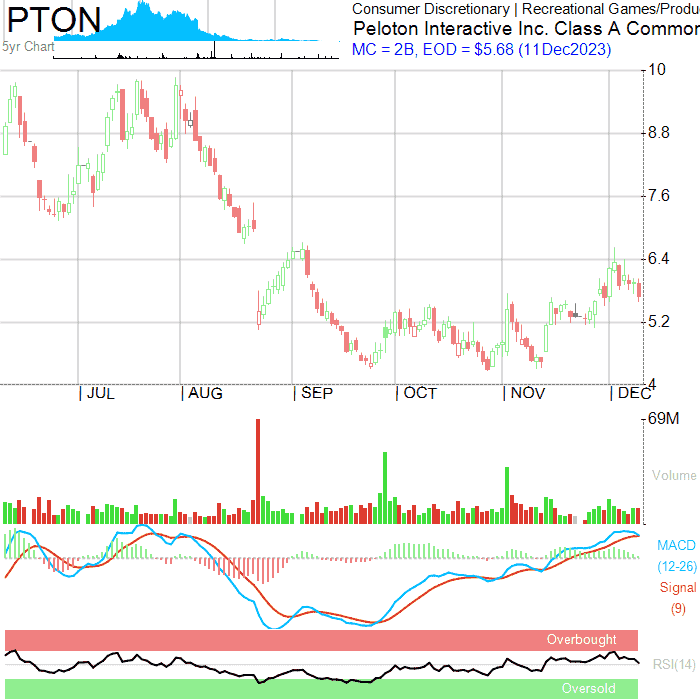 PTON
Consumer Discretionary | Recreational Games/Produ
Peloton Interactive Inc. Class A Common
5yr Chart
MC = 2B, EOD = $5.68 (11Dec2023)
10
8.8
7.6
6.4
5.2
4
| JUL | AUG | SEP | OCT | NOV | DEC
69M
Volume
MACD
(12-26)
Signal
(9)
Overbought
RSI(14)
Oversold